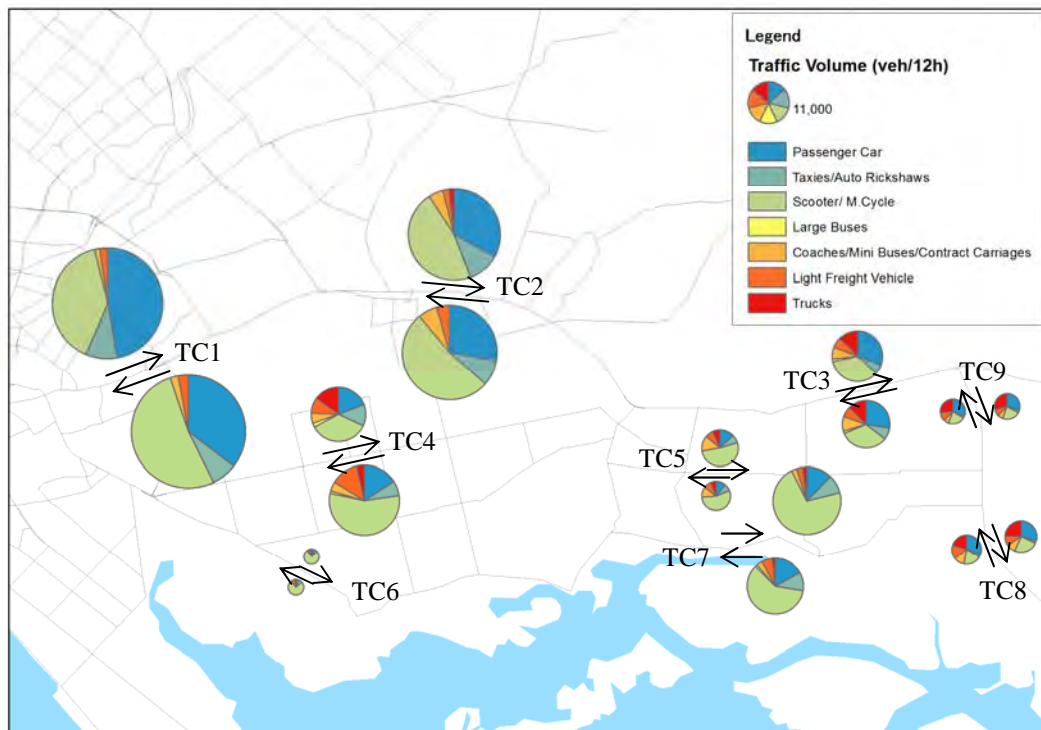 Legend
Traffic Volume (veh/12h)
11,000
Passenger Car
Taxies/Auto Rickshaws
Scooter/ M.Cycle
Large Buses
Coaches/Mini Buses/Contract Carriages
Light Freight Vehicle
Trucks
TC2
TC1
TC3
TC9
TC4
TC5
TC7
TC6
TC8